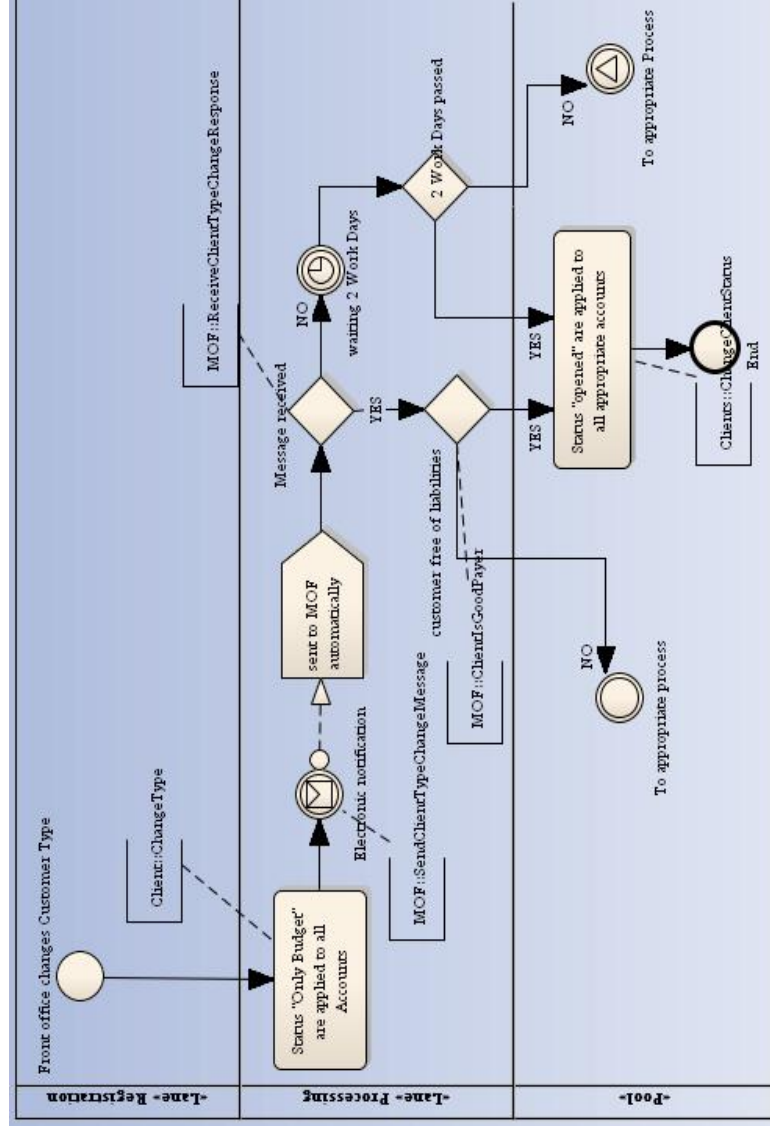 Front office changes Customer Type
Client::ChangeType
MOF::ReceiveClientTypeChangeResponse
«Lane» Registration
Status "Only Budget"
are applied to all
Accounts
Electronic notification
MOF::SendClientTypeChangeMessage
sent to MOF
automatically
Message received
NO
waiting 2 Work Days
YES
customer free of liabilities
MOF::ClientIsGoodPayer
2 Work Days passed
«Lane» Processing
NO
To appropriate process
YES
YES
Status "opened" are applied to
all appropriate accounts
Clients::ChangeClientStatus
End
NO
To appropriate Process
«Pool»